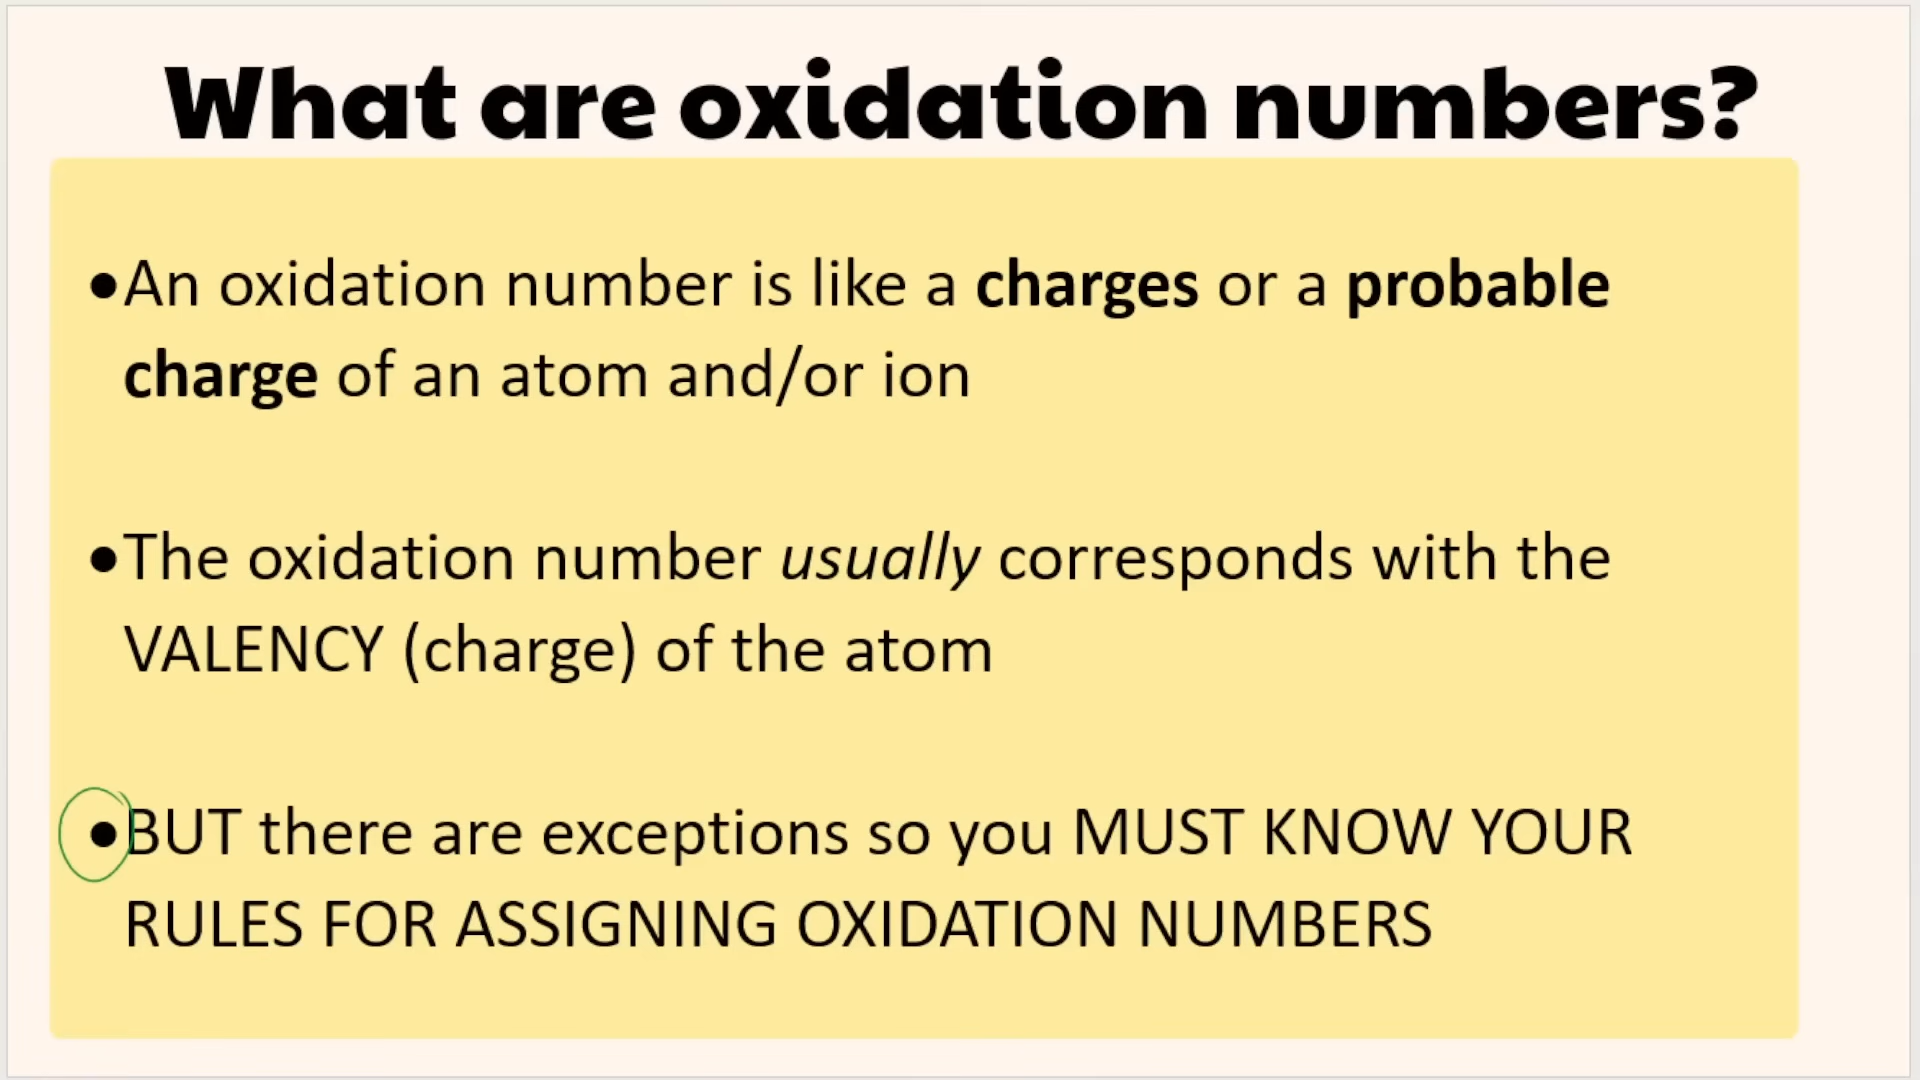 What are oxidation numbers?
•An oxidation number is like a charges or a probable
charge of an atom and/or ion
•The oxidation number usually corresponds with the
VALENCY (charge) of the atom
•BUT there are exceptions so you MUST KNOW YOUR
RULES FOR ASSIGNING OXIDATION NUMBERS